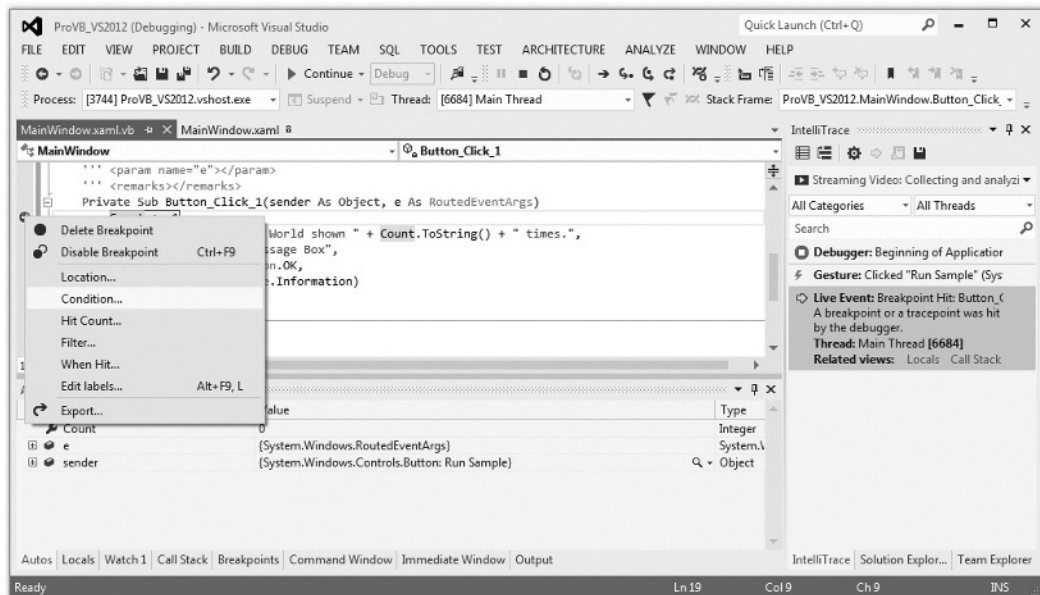 ProVB_VS2012 (Debugging) - Microsoft Visual Studio
Quick Launch (Ctrl+Q)
FILE EDIT VIEW PROJECT BUILD DEBUG TEAM SQL TOOLS TEST ARCHITECTURE ANALYZE WINDOW HELP
Continue Debug
Process: [3744] ProVB_VS2012.vshost.exe Suspend Thread: [6684] Main Thread Stack Frame: ProVB_VS2012.MainWindow.Button_Click_
MainWindow.xaml.vb MainWindow.xaml
MainWindow Button_Click_1
''' <param name="e"></param>
''' <remarks></remarks>
Private Sub Button_Click_1(sender As Object, e As RoutedEventArgs)
World shown " + Count.ToString() + " times.",
ssage Box",
on.OK,
e.Information)
Delete Breakpoint
Disable Breakpoint Ctrl+F9
Location...
Condition...
Hit Count...
Filter...
When Hit...
Edit labels... Alt+F9, L
Export...
alue Type
Count 0 Integer
e {System.Windows.RoutedEventArgs} System.V
sender {System.Windows.Controls.Button: Run Sample} Object
Autos Locals Watch 1 Call Stack Breakpoints Command Window Immediate Window Output
IntelliTrace
Streaming Video: Collecting and analyzi
All Categories All Threads
Search
Debugger: Beginning of Application
Gesture: Clicked "Run Sample" (Sys
Live Event: Breakpoint Hit: Button_C
A breakpoint or a tracepoint was hit
by the debugger.
Thread: Main Thread [6684]
Related views: Locals Call Stack
IntelliTrace Solution Explor... Team Explorer
Ready Ln 19 Col 9 Ch 9 INS